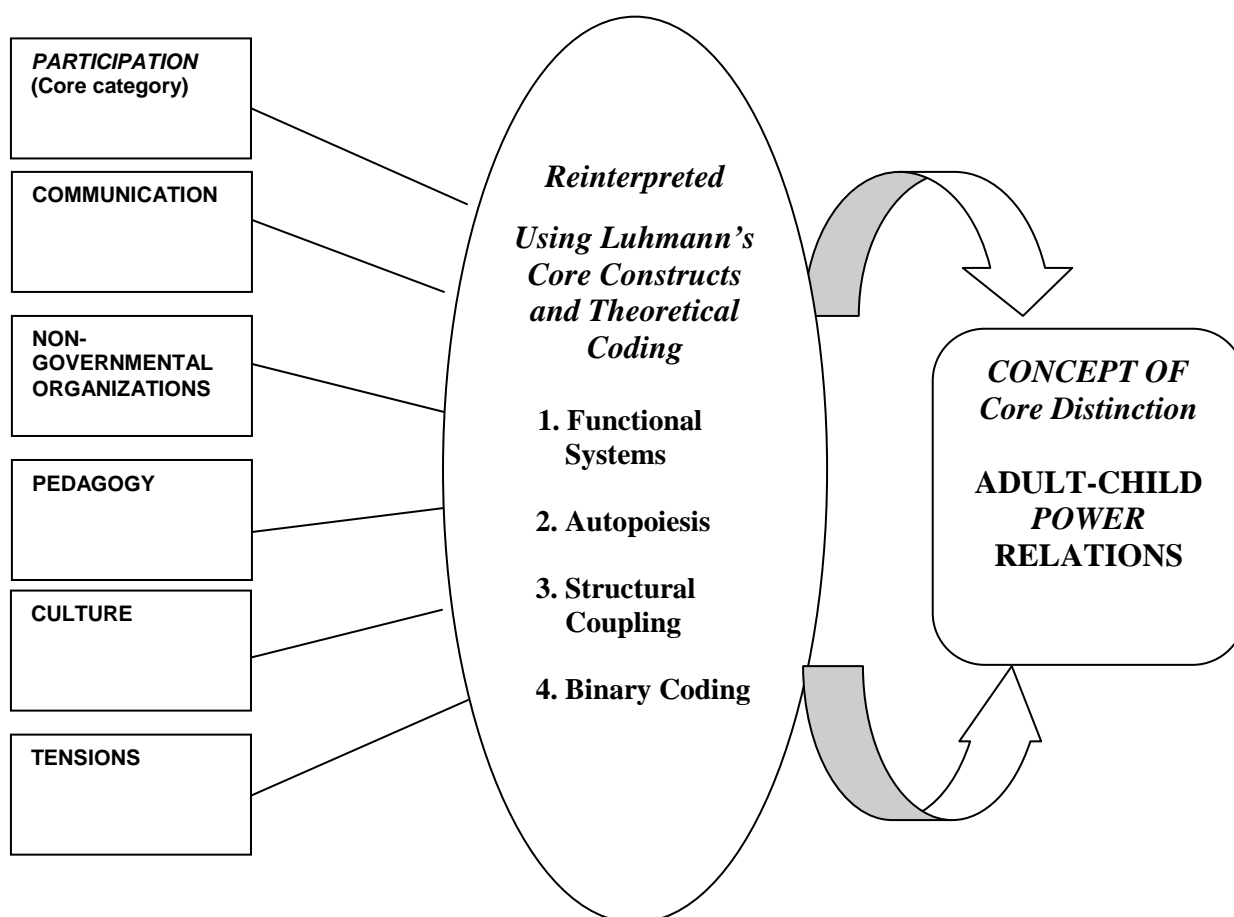 PARTICIPATION
(Core category)
COMMUNICATION
NON-
GOVERNMENTAL
ORGANIZATIONS
PEDAGOGY
CULTURE
TENSIONS
Reinterpreted
Using Luhmann’s
Core Constructs
and Theoretical
Coding
1. Functional
Systems
2. Autopoiesis
3. Structural
Coupling
4. Binary Coding
CONCEPT OF
Core Distinction
ADULT-CHILD
POWER
RELATIONS